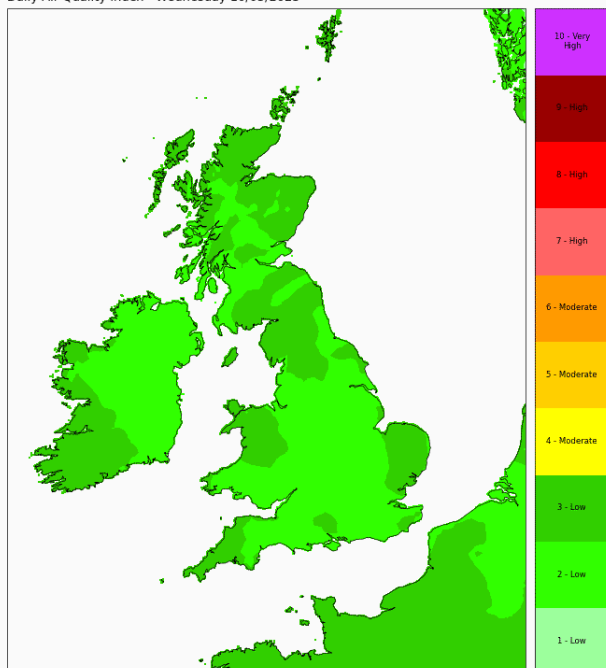 Daily Air Quality Index - Wednesday
10 - Very
High
9 - High
8 - High
7 - High
6 - Moderate
5 - Moderate
4 - Moderate
3 - Low
2 - Low
1 - Low